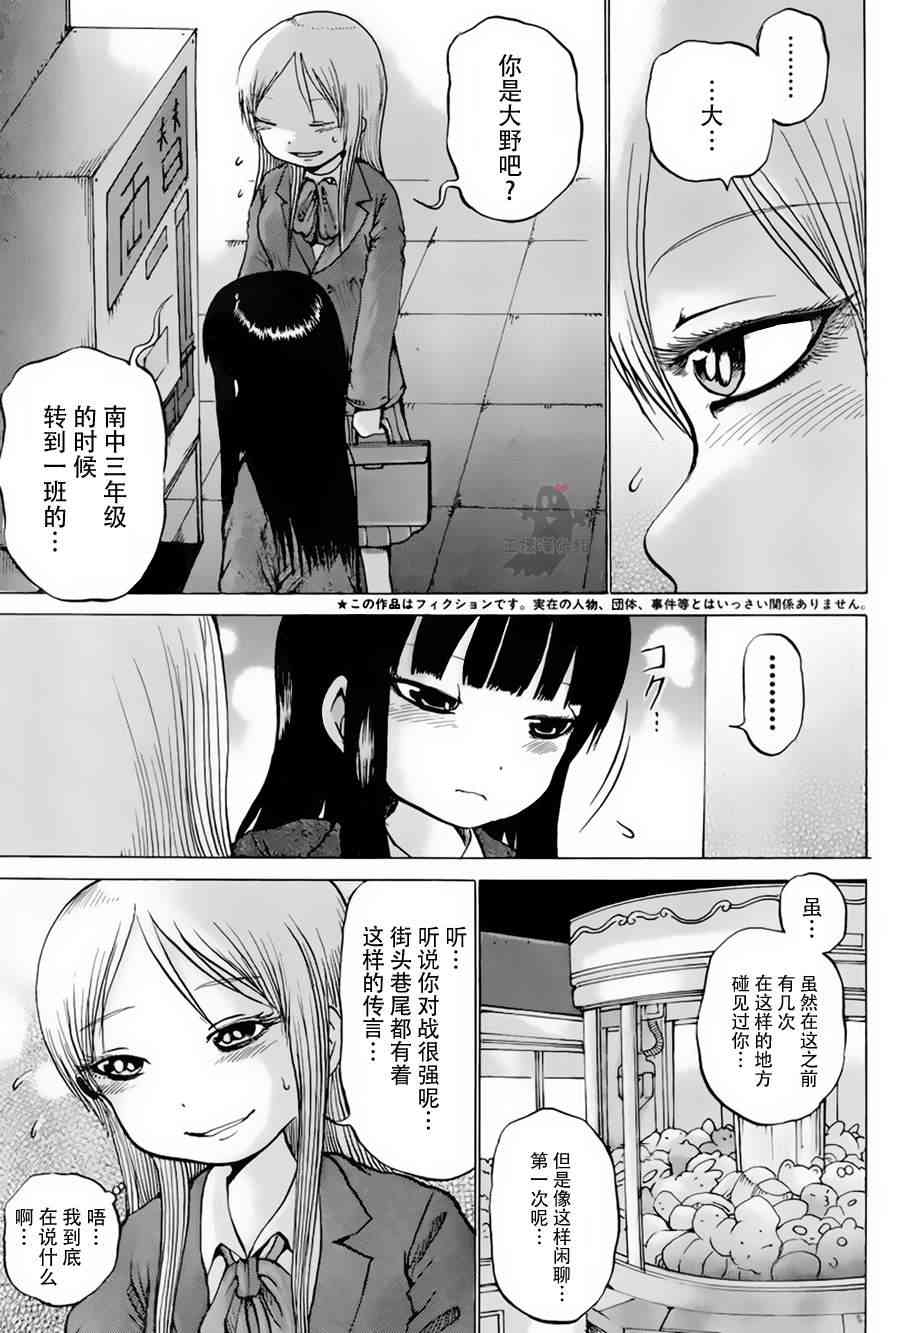 ………
…大…
你是大野吧？
南中三年级
的时候
转到一班的…
★この作品はフィクションです。実在の人物、団体、事件等とはいっさい関係ありません。
………
コク…
虽…
虽然在这之前
有几次
在这样的地方
碰见过你…
但是像这样闲聊…
第一次呢…
听…
听说你对战很强呢…
街头巷尾都有着
这样的传言…
唔…
我到底
在说什么
啊…